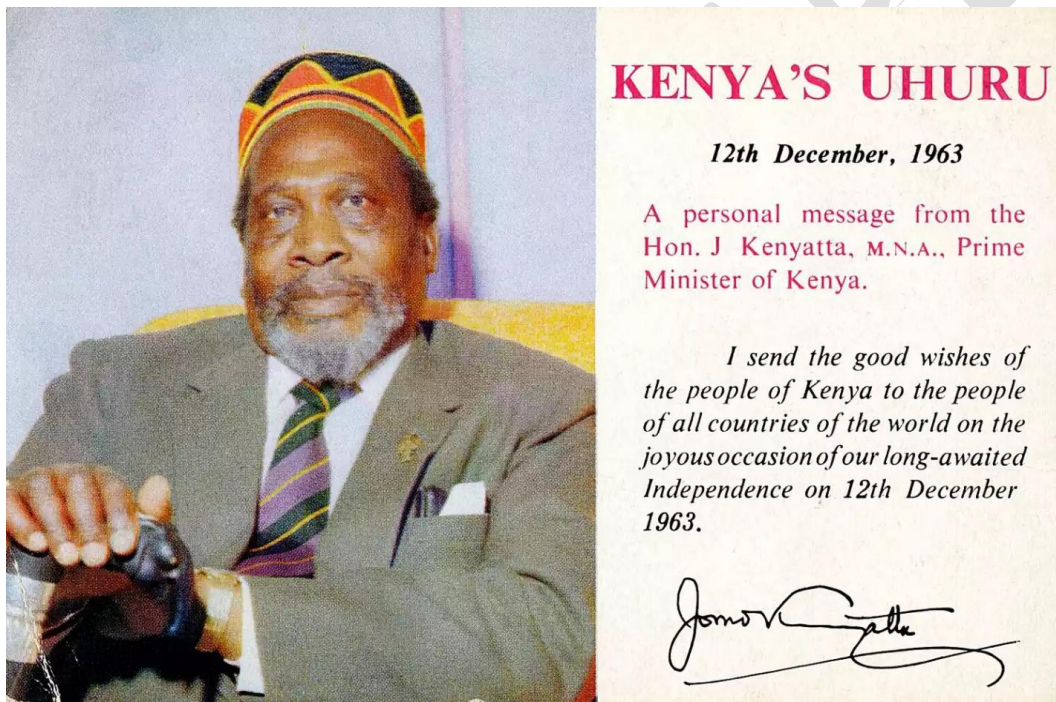 KENYA'S UHURU
12th December, 1963
A personal message from the
Hon. J Kenyatta, M.N.A., Prime
Minister of Kenya.
I send the good wishes of
the people of Kenya to the people
of all countries of the world on the
joyous occasion of our long-awaited
Independence on 12th December
1963.
Jomo Kenyatta